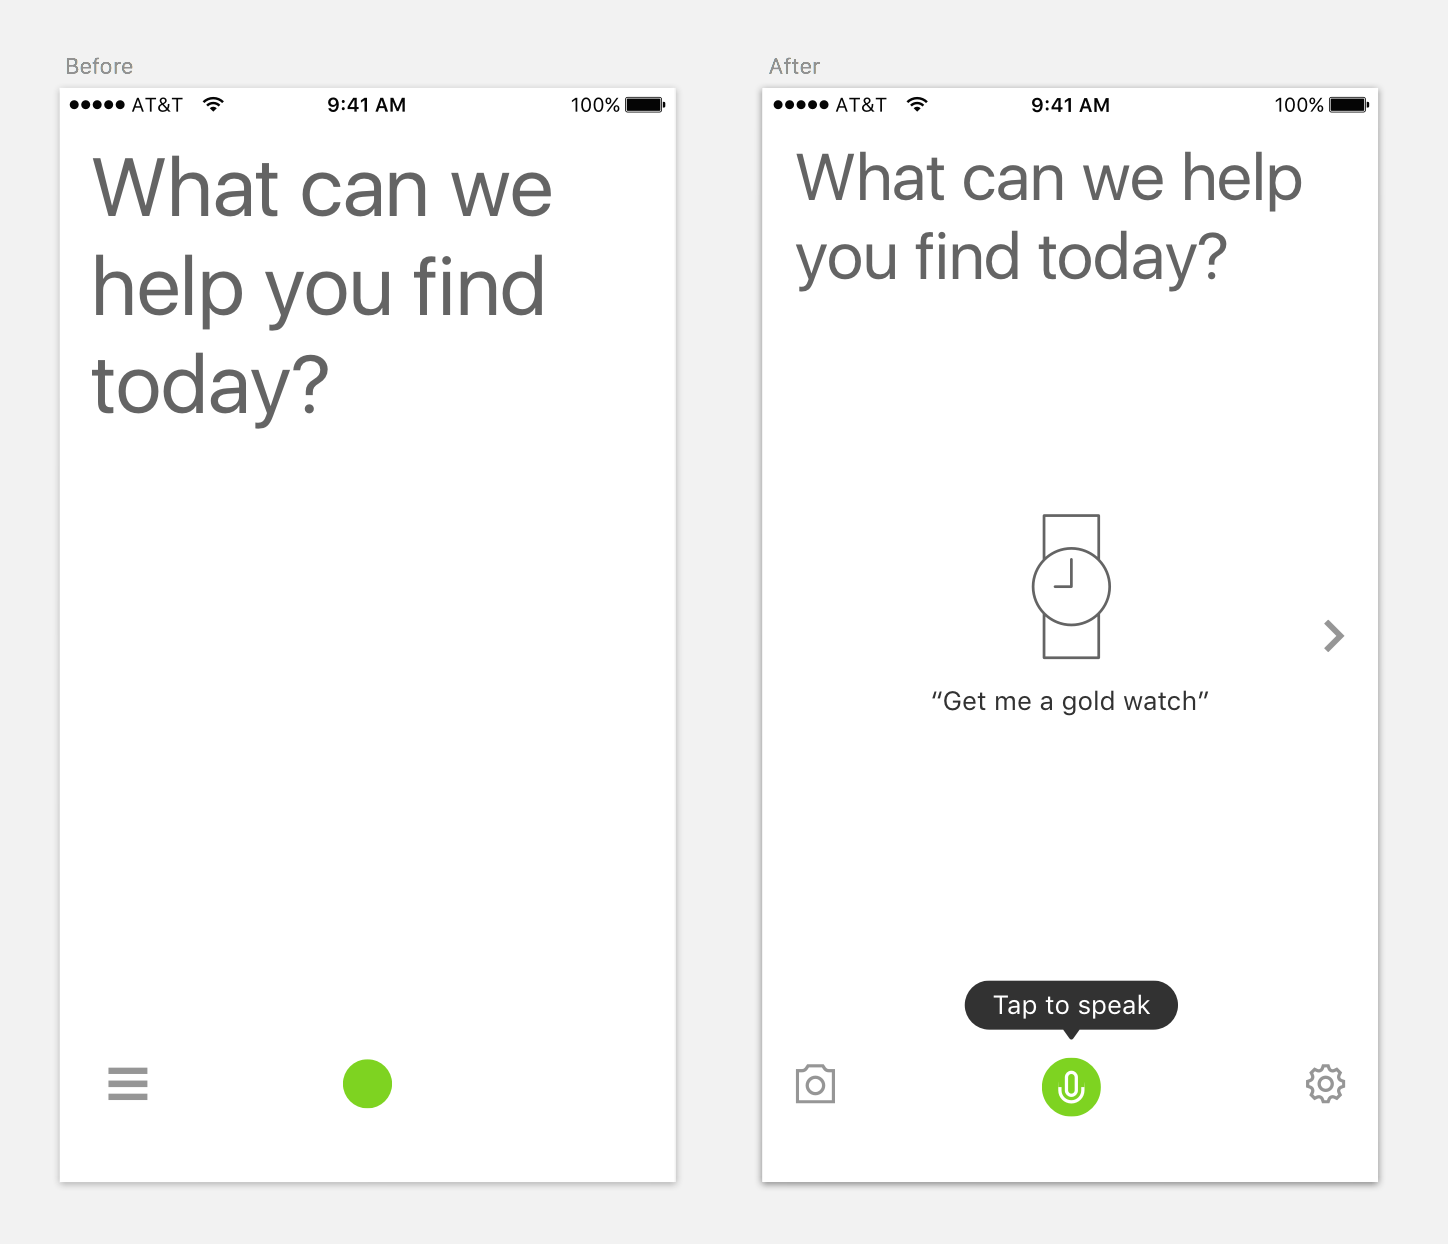 Before
AT&T
9:41 AM
100%
What can we
help you find
today?
After
AT&T
9:41 AM
100%
What can we help
you find today?
“Get me a gold watch”
Tap to speak